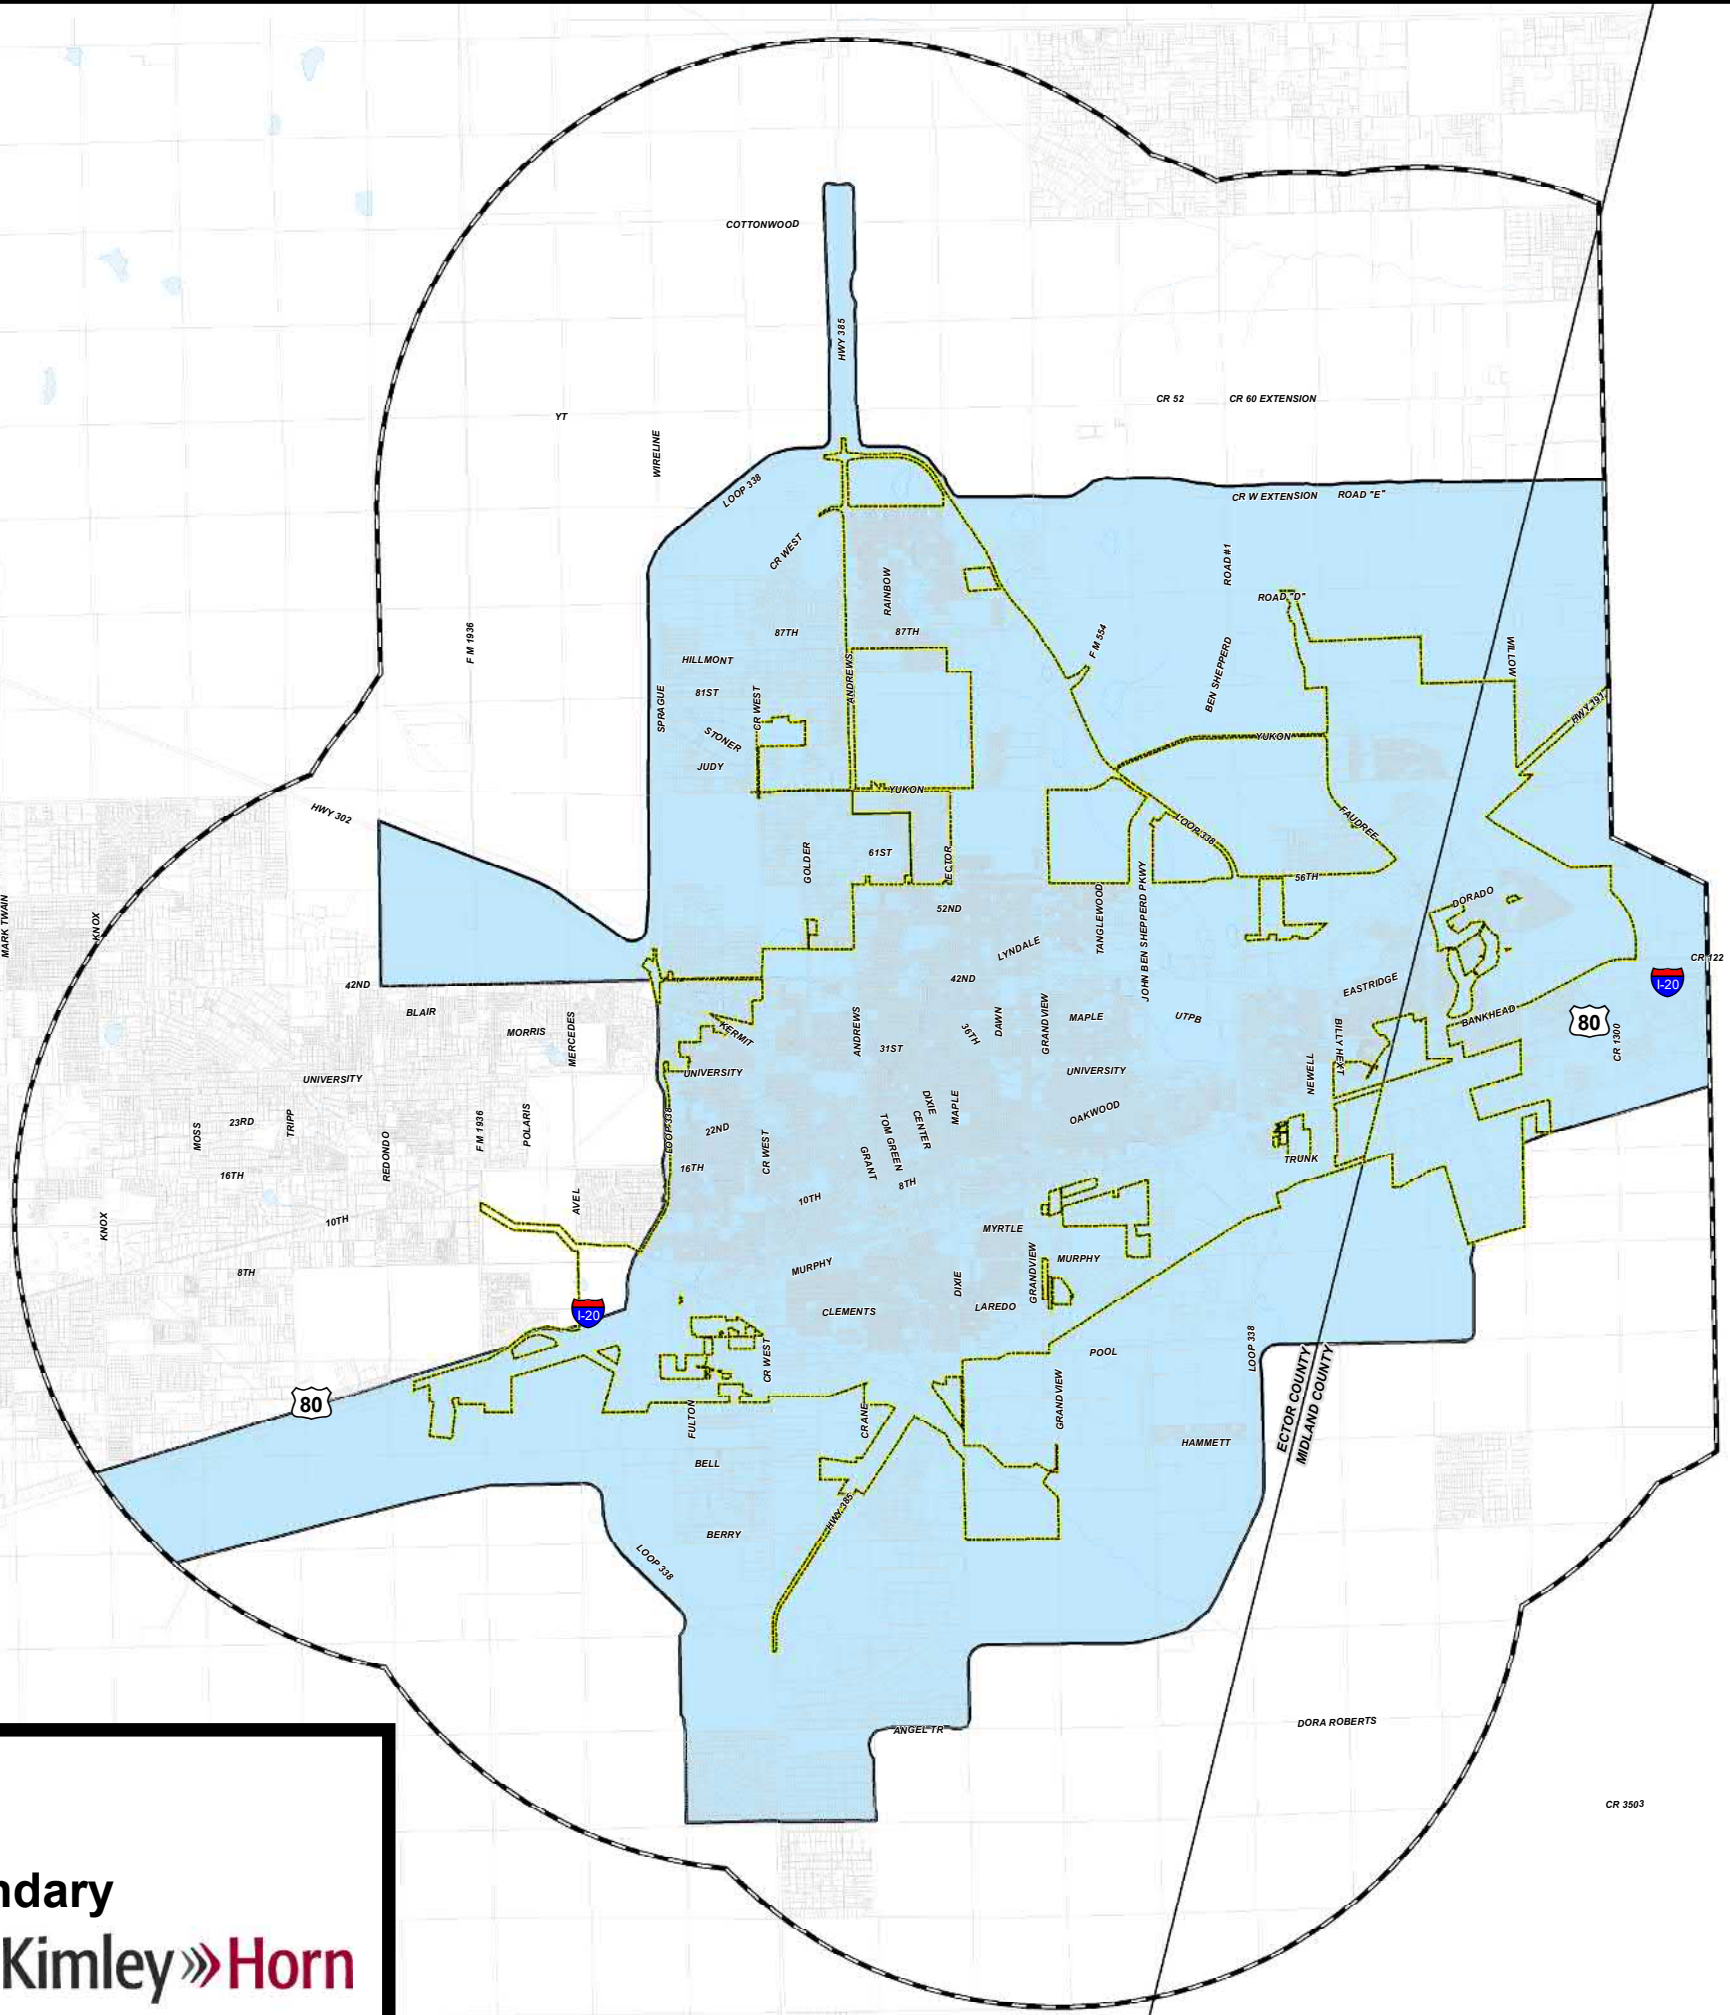 COTTONWOOD
HWY 385
CR 52
CR 60 EXTENSION
YT
WIRELINE
LOOP 338
CR W EXTENSION
ROAD "E"
CR WEST
ROAD #1
RAINBOW
ROAD "D"
87TH
87TH
F M 1936
F M 554
HILLMONT
ANDREWS
BEN SHEPPERD
WILLOW
81ST
SPRAGUE
CR WEST
HWY 191
STONER
YUKON
JUDY
YUKON
HWY 302
LOOP 338
FAUDREE
61ST
GOLDER
ECTOR
56TH
MARK TWAIN
KNOX
52ND
TANGLEWOOD
JOHN BEN SHEPPERD PKWY
DORADO
LYNDALE
CR 122
42ND
42ND
EASTRIDGE
I-20
BLAIR
MORRIS
MERCEDES
KERMIT
ANDREWS
36TH
DAWN
GRANDVIEW
MAPLE
UTPB
BANKHEAD
80
BILLY HEXT
CR 1300
31ST
UNIVERSITY
UNIVERSITY
UNIVERSITY
NEWELL
MOSS
23RD
TRIPP
F M 1936
POLARIS
LOOP 338
22ND
DIXIE
CENTER
MAPLE
OAKWOOD
TOM GREEN
REDONDO
CR WEST
GRANT
16TH
16TH
TRUNK
8TH
AVEL
10TH
KNOX
10TH
MYRTLE
8TH
MURPHY
GRANDVIEW
MURPHY
DIXIE
I-20
CLEMENTS
LAREDO
LOOP 338
CR WEST
POOL
ECTOR COUNTY
MIDLAND COUNTY
80
FULTON
CRANE
GRANDVIEW
HAMMETT
BELL
HWY 385
BERRY
LOOP 338
ANGEL TR
DORA ROBERTS
CR 3503
ndary
Kimley»Horn